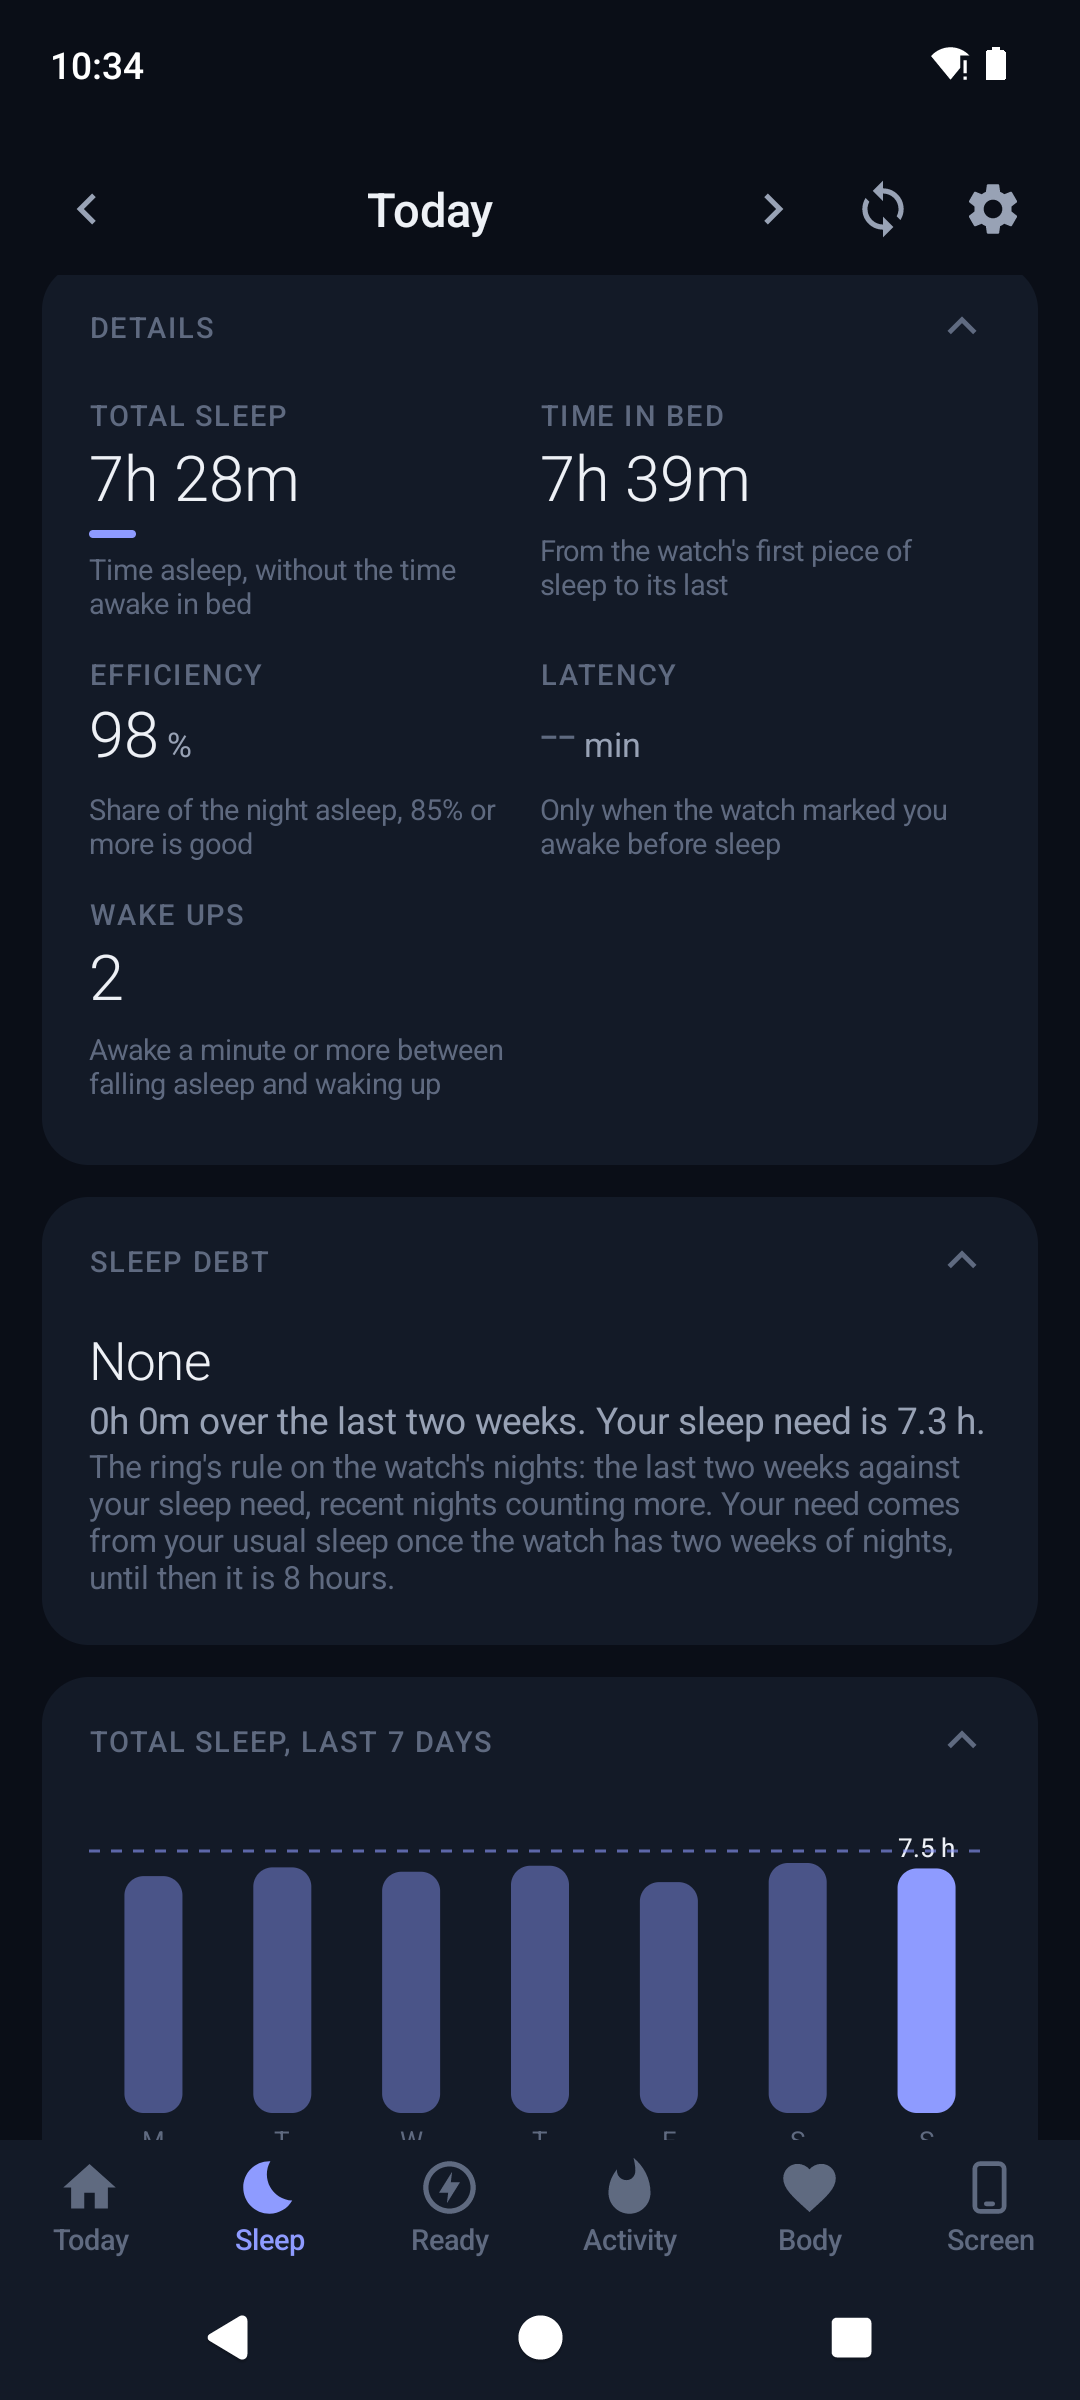 10:34
Today
DETAILS
TOTAL SLEEP
7h 28m
Time asleep, without the time
awake in bed
TIME IN BED
7h 39m
From the watch's first piece of
sleep to its last
EFFICIENCY
98 %
Share of the night asleep, 85% or
more is good
LATENCY
-- min
Only when the watch marked you
awake before sleep
WAKE UPS
2
Awake a minute or more between
falling asleep and waking up
SLEEP DEBT
None
0h 0m over the last two weeks. Your sleep need is 7.3 h.
The ring's rule on the watch's nights: the last two weeks against
your sleep need, recent nights counting more. Your need comes
from your usual sleep once the watch has two weeks of nights,
until then it is 8 hours.
TOTAL SLEEP, LAST 7 DAYS
7.5 h
M T W T F S S
Today Sleep Ready Activity Body Screen